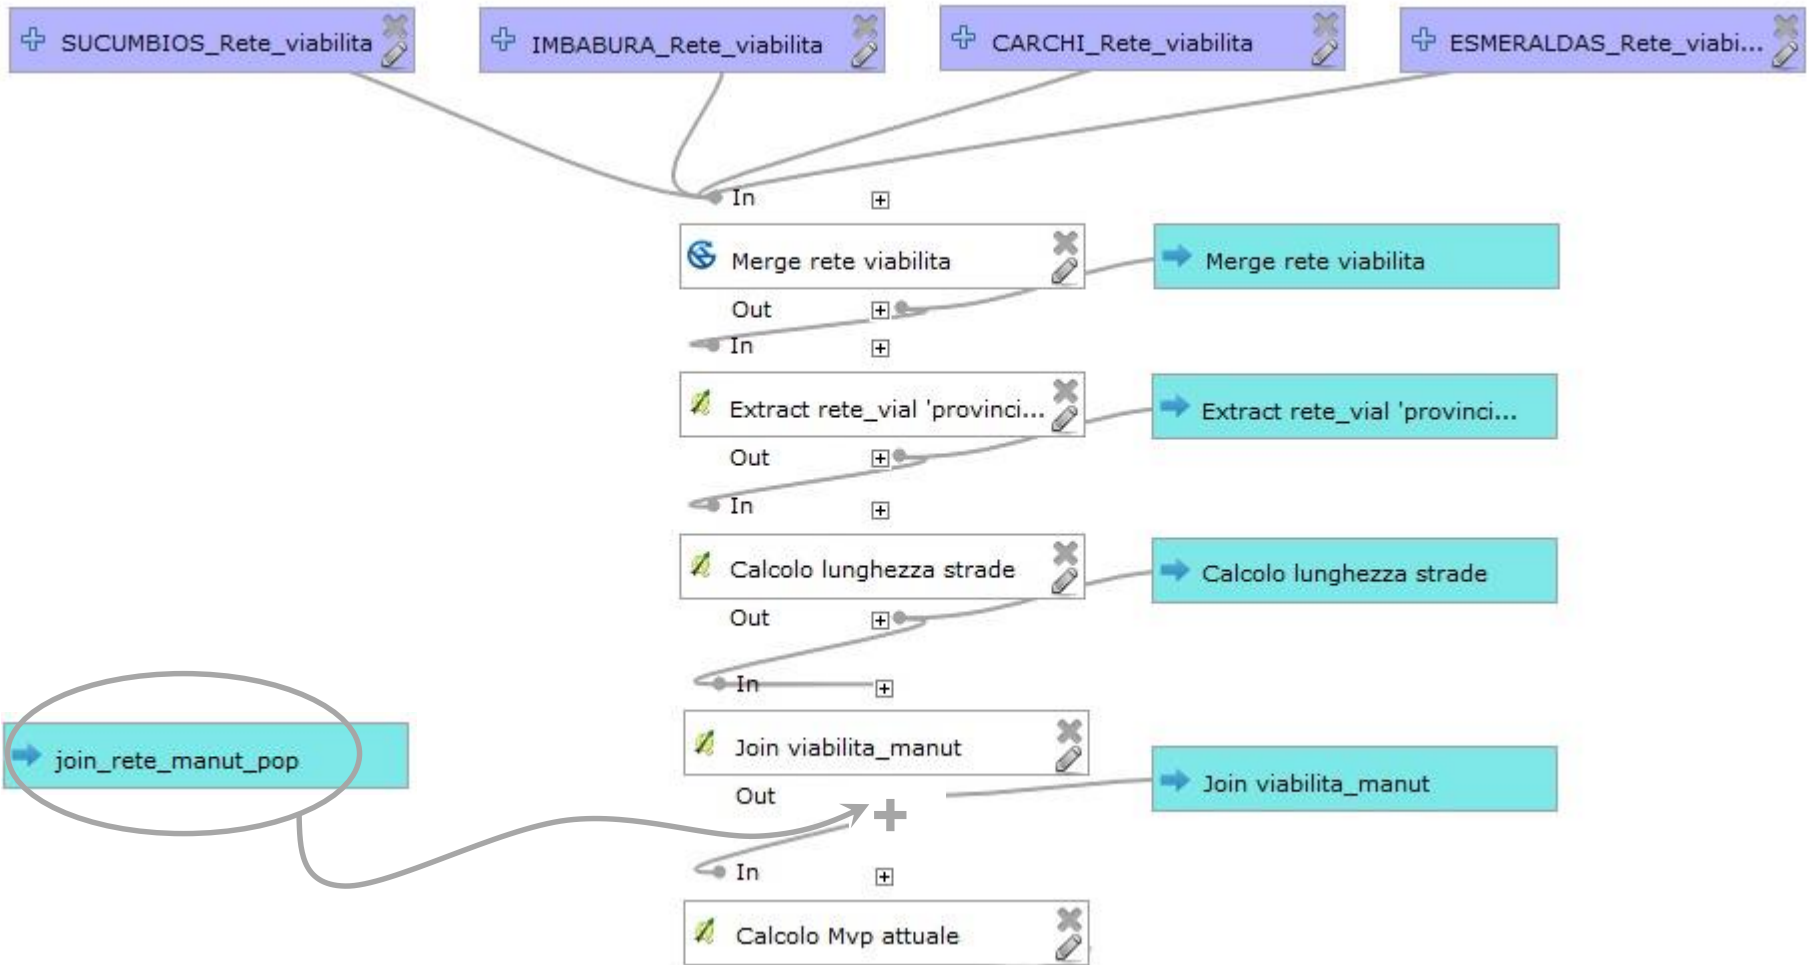 SUCUMBIOS_Rete_viabilita
IMBABURA_Rete_viabilita
CARCHI_Rete_viabilita
ESMERALDAS_Rete_viabi...
In
Merge rete viabilita
Merge rete viabilita
Out
In
Extract rete_vial 'provinci...
Extract rete_vial 'provinci...
Out
In
Calcolo lunghezza strade
Calcolo lunghezza strade
Out
In
Join viabilita_manut
join_rete_manut_pop
Join viabilita_manut
Out
In
Calcolo Mvp attuale